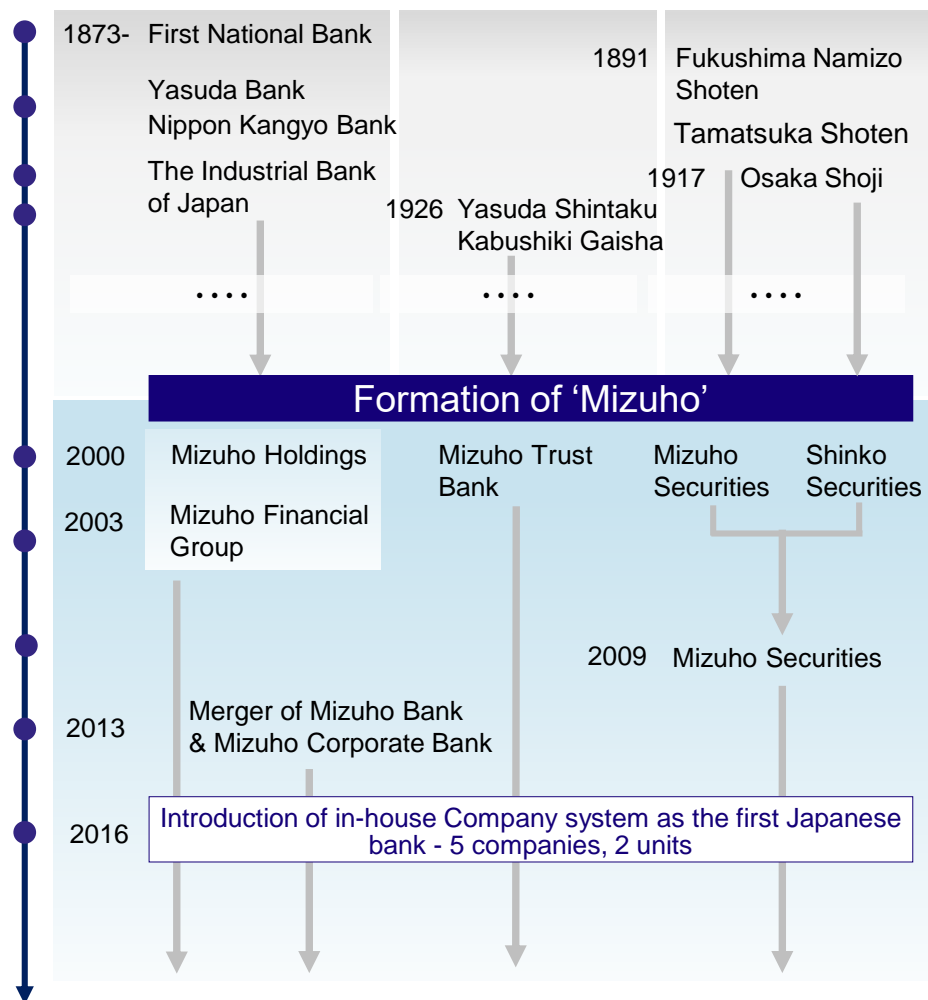 1873- First National Bank
Yasuda Bank
Nippon Kangyo Bank
The Industrial Bank
of Japan
1926 Yasuda Shintaku
Kabushiki Gaisha
1891 Fukushima Namizo
Shoten
Tamatsuka Shoten
1917 Osaka Shoji
････
････
････
Formation of ‘Mizuho’
2000 Mizuho Holdings
Mizuho Trust
Bank
Mizuho
Securities
Shinko
Securities
2003 Mizuho Financial
Group
2009 Mizuho Securities
2013 Merger of Mizuho Bank
& Mizuho Corporate Bank
2016 Introduction of in-house Company system as the first Japanese
bank - 5 companies, 2 units